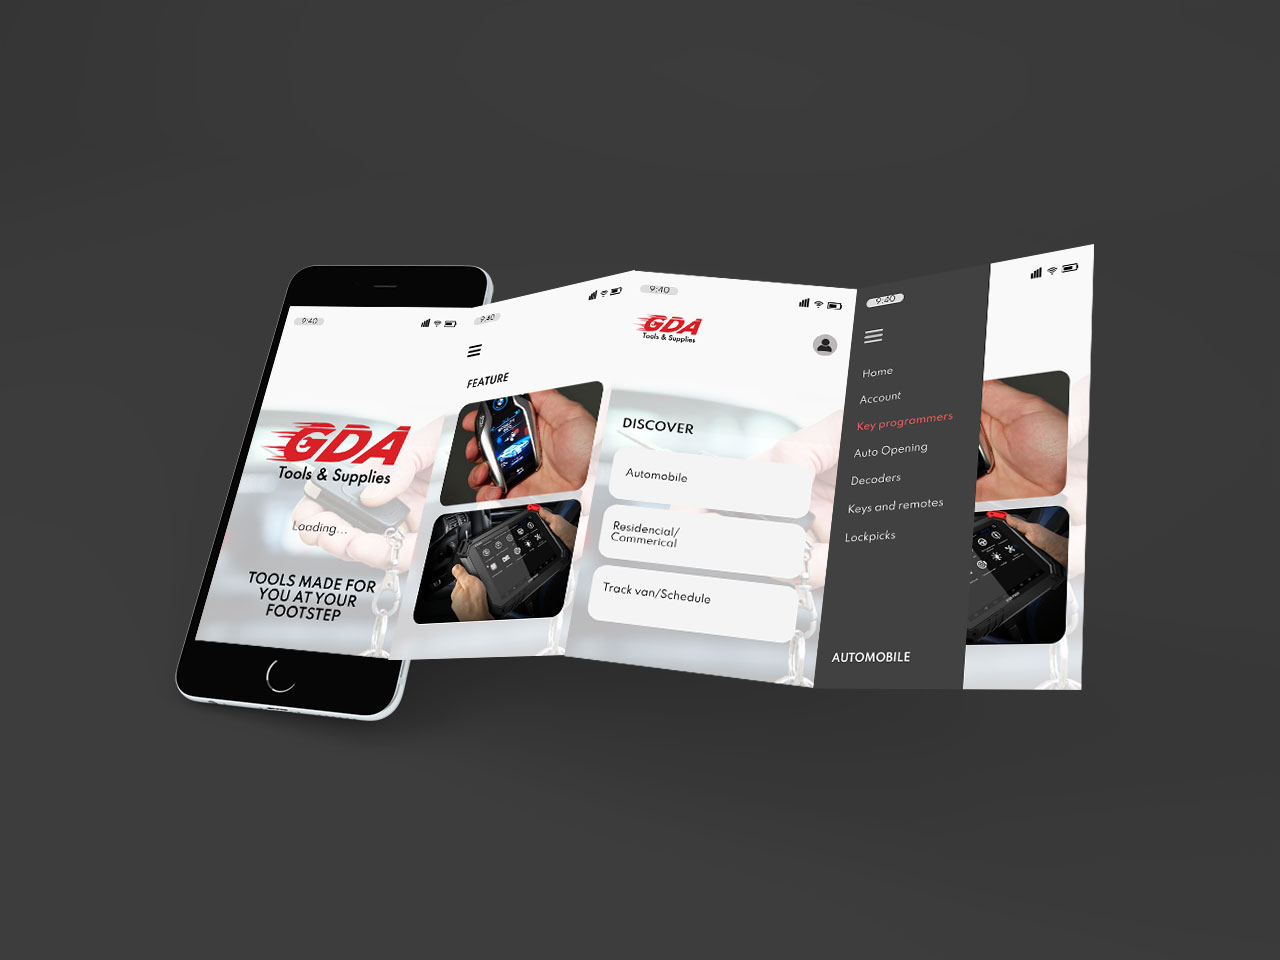 9:40
GDA
Tools & Supplies
Loading...
TOOLS MADE FOR
YOU AT YOUR
FOOTSTEP
9:40
FEATURE
9:40
GDA
Tools & Supplies
DISCOVER
Automobile
Residencial/
Commerical
Track van/Schedule
9:40
Home
Account
Key programmers
Auto Opening
Decoders
Keys and remotes
Lockpicks
AUTOMOBILE